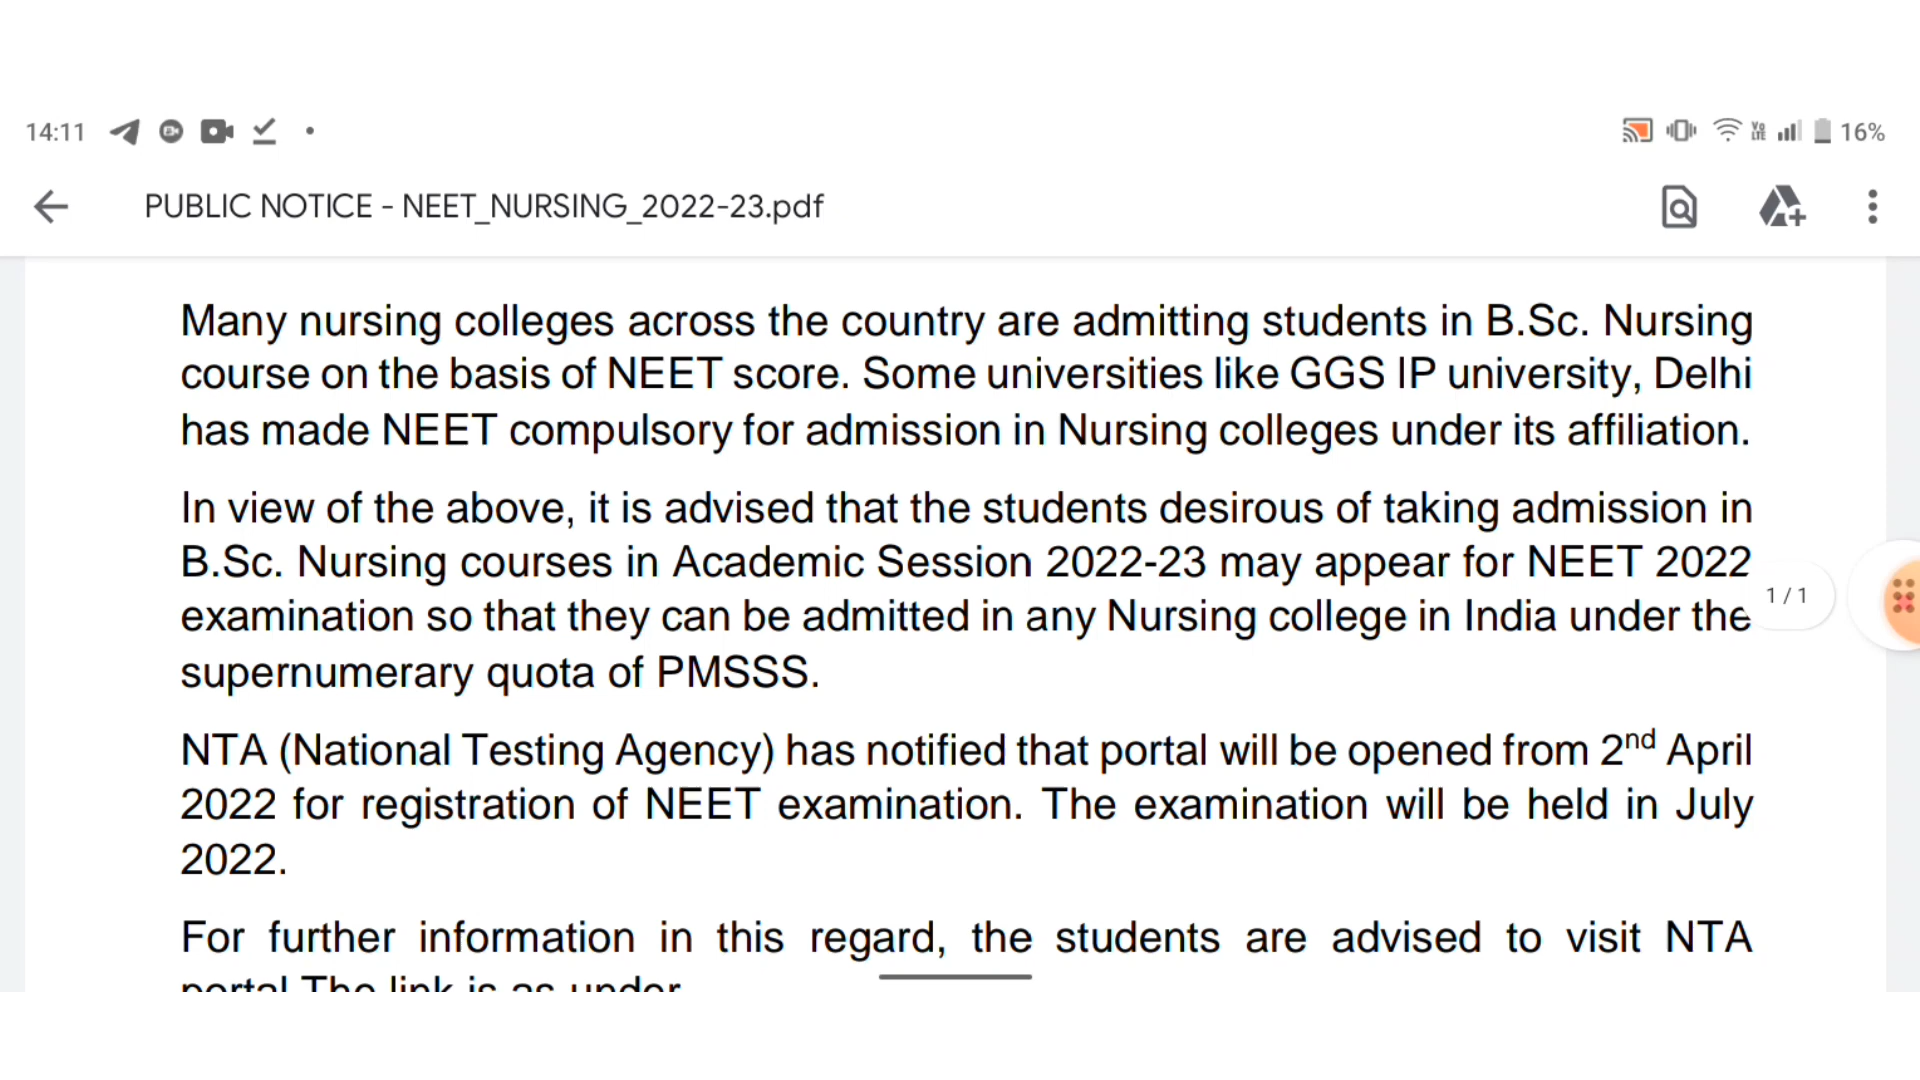 14:11
16%
PUBLIC NOTICE - NEET_NURSING_2022-23.pdf
Many nursing colleges across the country are admitting students in B.Sc. Nursing
course on the basis of NEET score. Some universities like GGS IP university, Delhi
has made NEET compulsory for admission in Nursing colleges under its affiliation.
In view of the above, it is advised that the students desirous of taking admission in
B.Sc. Nursing courses in Academic Session 2022-23 may appear for NEET 2022
examination so that they can be admitted in any Nursing college in India under the
1 / 1
supernumerary quota of PMSSS.
NTA (National Testing Agency) has notified that portal will be opened from 2nd April
2022 for registration of NEET examination. The examination will be held in July
2022.
For further information in this regard, the students are advised to visit NTA
portal The link is as under